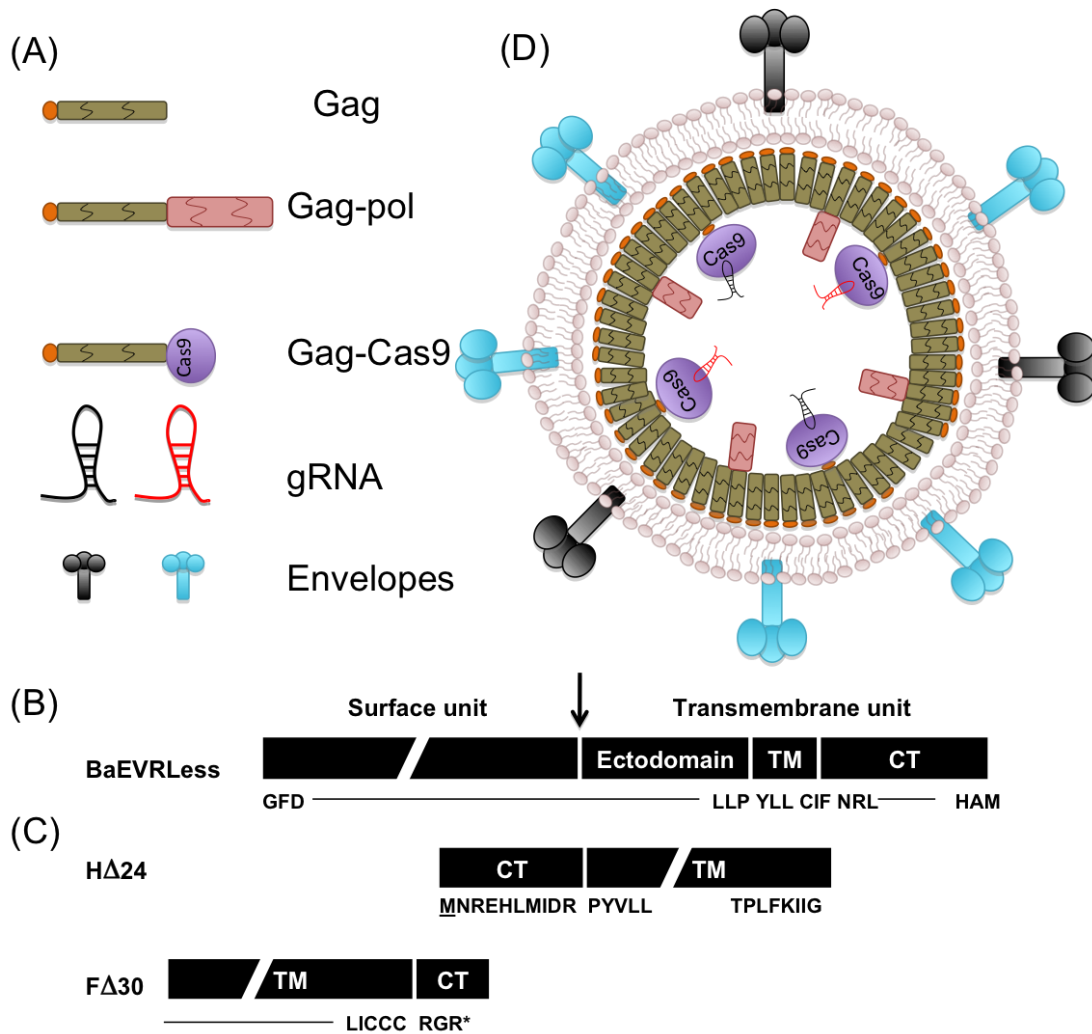 (A)
Gag
Gag-pol
Cas9
Gag-Cas9
gRNA
Envelopes
(D)
Cas9
Cas9
Cas9
Cas9
(B)
Surface unit
Transmembrane unit
BaEVRLess
Ectodomain
TM
CT
GFD LLP YLL CIF NRL HAM
(C)
HΔ24
CT
TM
MNREHLMIDR PYVLL TPLFKIIG
FΔ30
TM
CT
LICCC RGR*